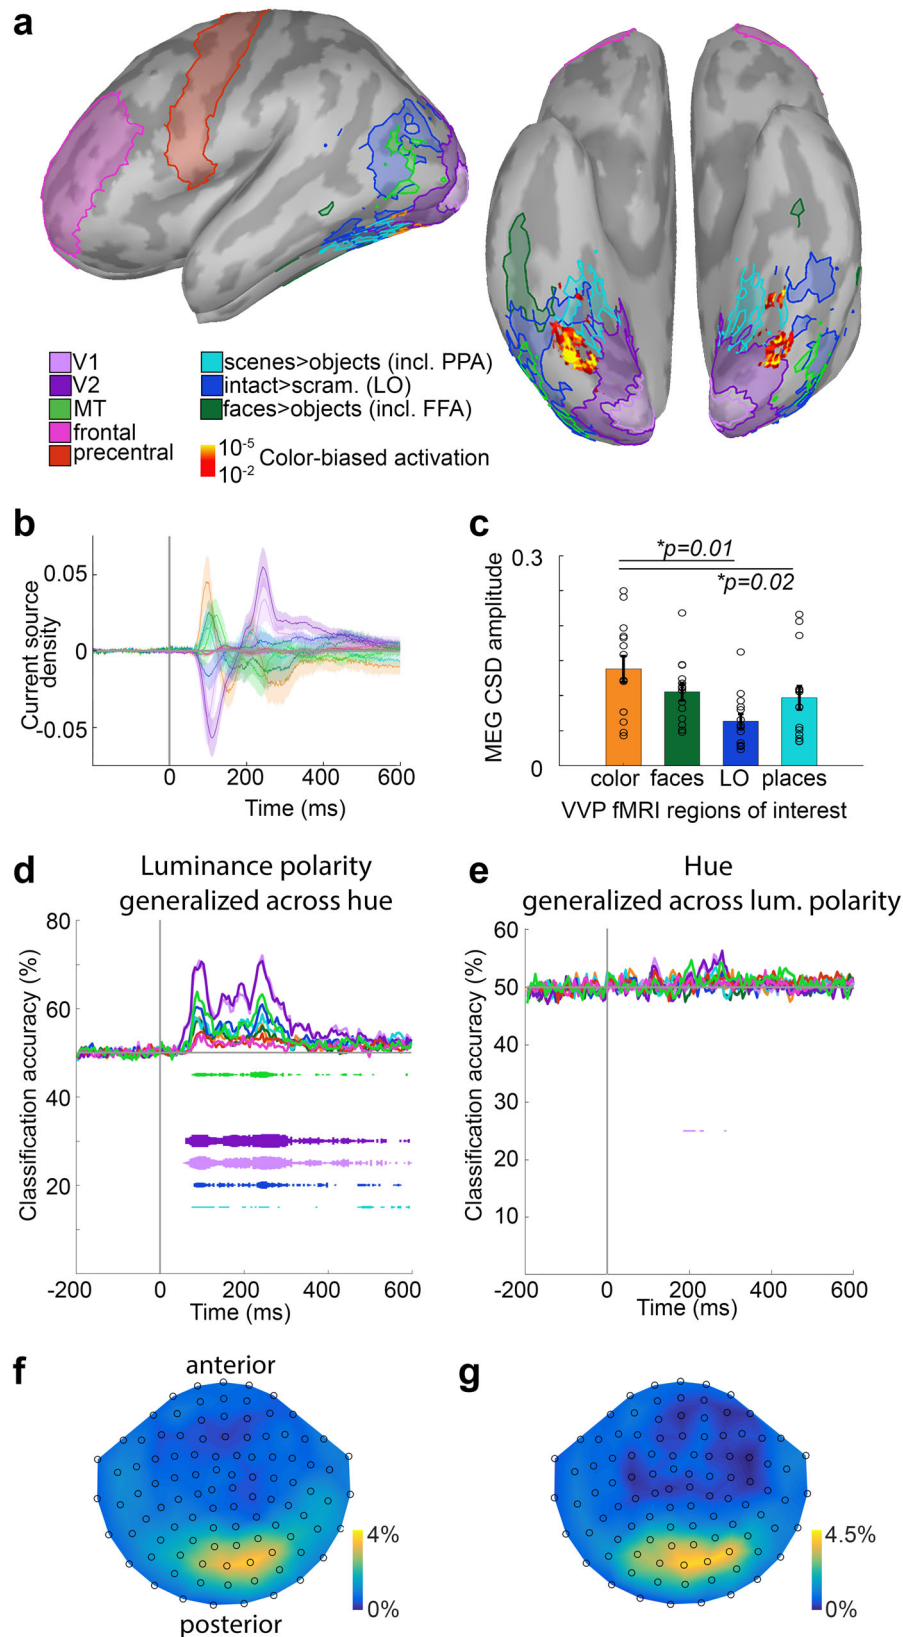 a
V1
V2
MT
frontal
precentral
scenes>objects (incl. PPA)
intact>scram. (LO)
faces>objects (incl. FFA)
10-5
10-2
Color-biased activation
b
0.05
0
-0.05
Current source
density
0
200
400
600
Time (ms)
c
*p=0.01
*p=0.02
0.3
0
MEG CSD amplitude
color faces LO places
VVP fMRI regions of interest
d
Luminance polarity
generalized across hue
80
60
40
20
Classification accuracy (%)
-200
0
200
400
600
Time (ms)
e
Hue
generalized across lum. polarity
60
50
40
30
20
10
Classification accuracy (%)
-200
0
200
400
600
Time (ms)
f
anterior
posterior
4%
0%
g
4.5%
0%